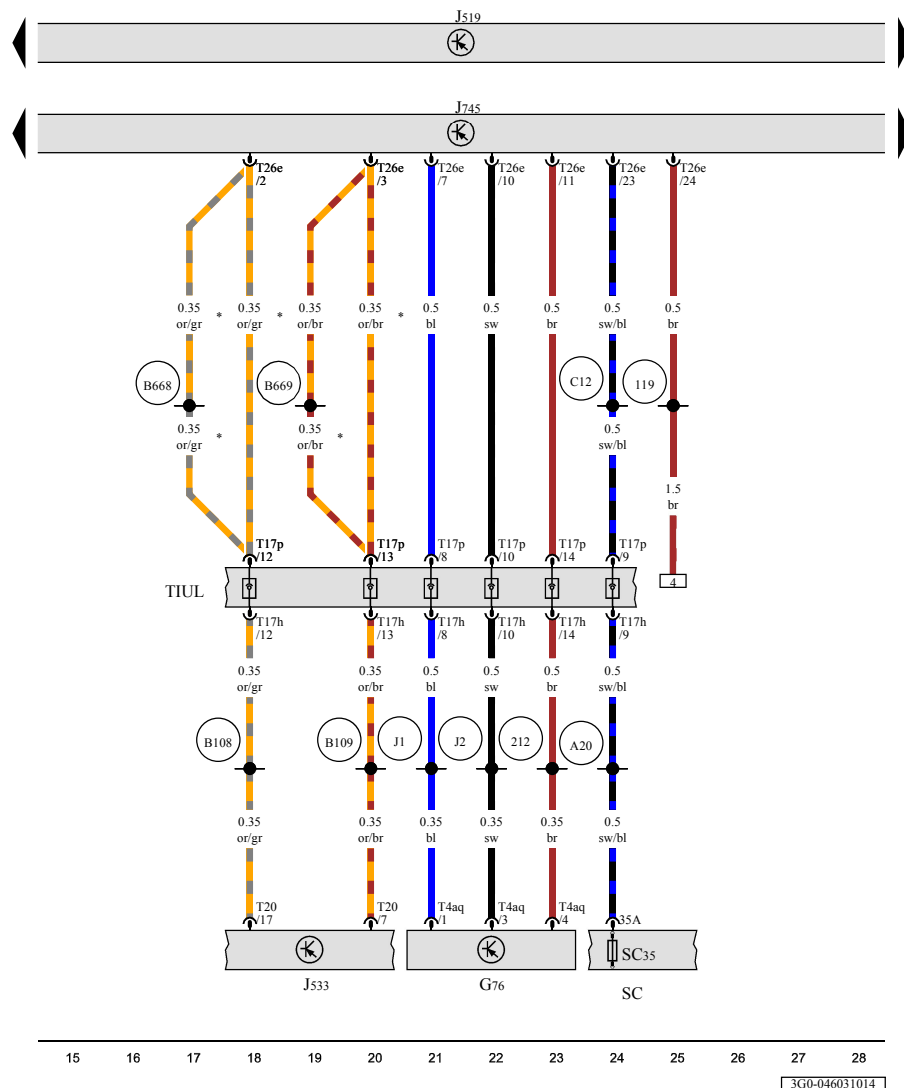 J519
J745
T26e T26e T26e T26e T26e T26e T26e
/2 /3 /7 /10 /11 /23 /24
0.35 * 0.35 * 0.35 0.35 * 0.5 0.5 0.5 0.5 0.5
or/gr or/gr or/br or/br bl sw br sw/bl br
B668 B669 C12 119
0.35 * 0.35 * 0.5
or/gr or/br sw/bl
1.5
br
T17p T17p T17p T17p T17p T17p
/12 /13 /8 /10 /14 /9
TIUL 4
T17h T17h T17h T17h T17h T17h
/12 /13 /8 /10 /14 /9
0.35 0.35 0.5 0.5 0.5 0.5
or/gr or/br bl sw br sw/bl
B108 B109 J1 J2 212 A20
0.35 0.35 0.35 0.35 0.35 0.5
or/gr or/br bl sw br sw/bl
T20 T20 T4aq T4aq T4aq 35A
/17 /7 /1 /3 /4
SC35
J533 G76 SC
15 16 17 18 19 20 21 22 23 24 25 26 27 28
3G0-046031014